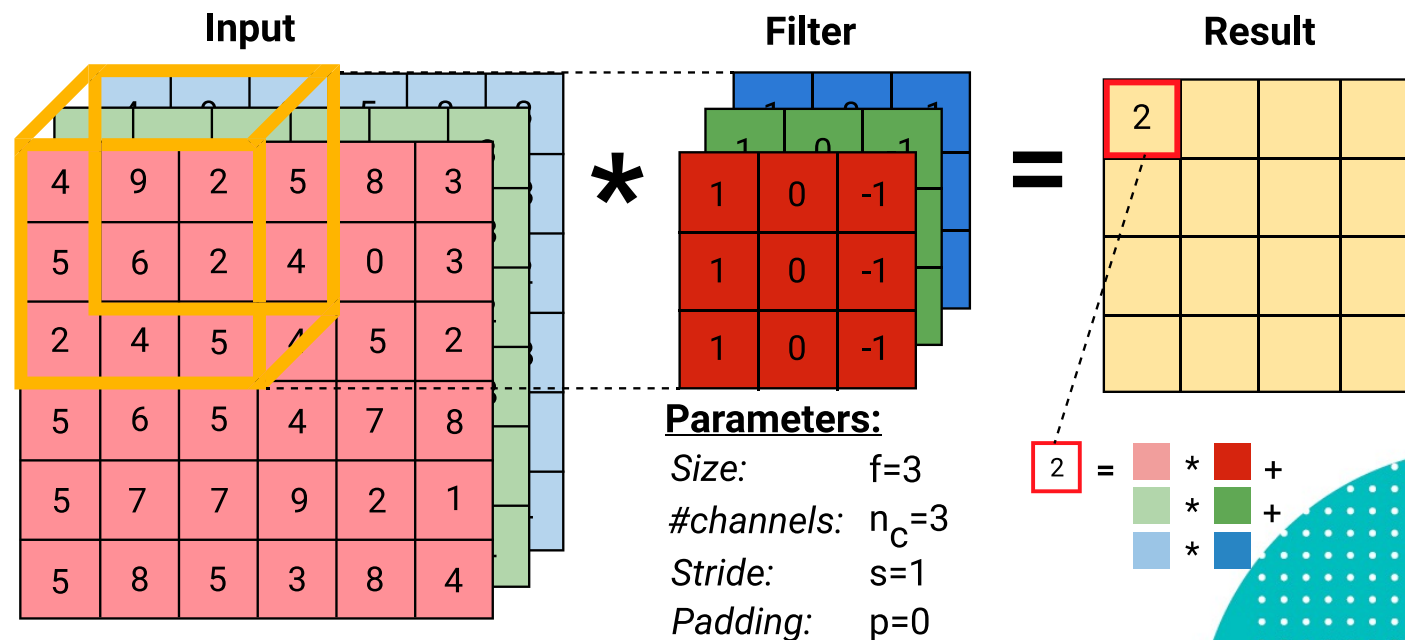 Input Filter Result
4 9 2 5 8 3
5 6 2 4 0 3
2 4 5 4 5 2
5 6 5 4 7 8
5 7 7 9 2 1
5 8 5 3 8 4
*
1 0 -1
1 0 -1
1 0 -1
=
2
Parameters:
Size: f=3
#channels: n_c=3
Stride: s=1
Padding: p=0
2 = * +
* +
*